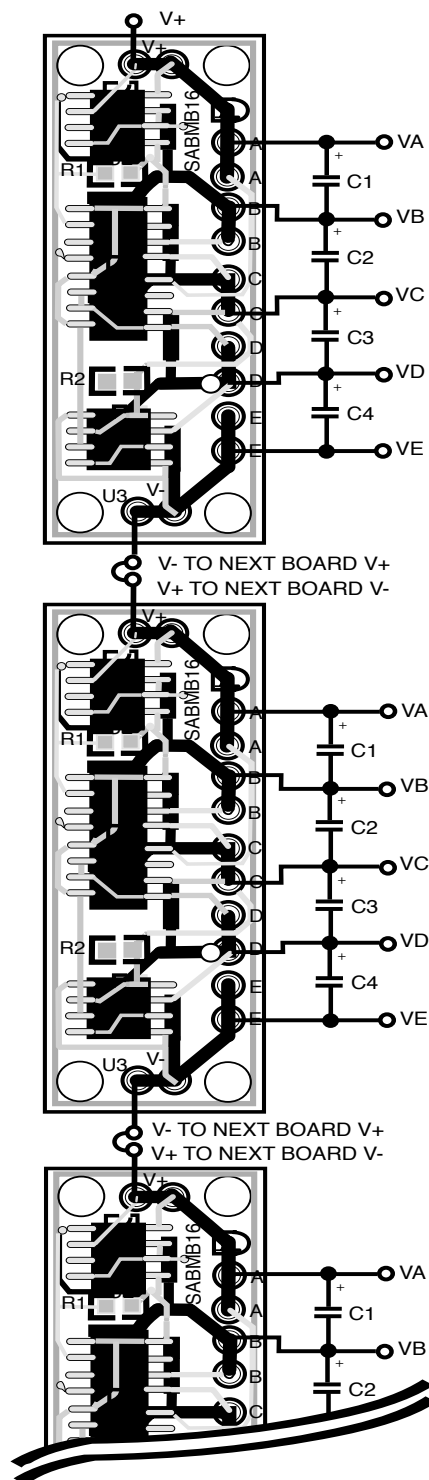 V+
V+
SABMB16
A
VA
R1
A
C1
B
VB
B
C2
C
VC
C
C3
D
R2
D
VD
E
C4
E
VE
U3
V-
V- TO NEXT BOARD V+
V+ TO NEXT BOARD V-
V+
SABMB16
A
VA
R1
A
C1
B
VB
B
C2
C
VC
C
C3
D
R2
D
VD
E
C4
E
VE
U3
V-
V- TO NEXT BOARD V+
V+ TO NEXT BOARD V-
V+
SABMB16
A
VA
R1
A
C1
B
VB
B
C2
C